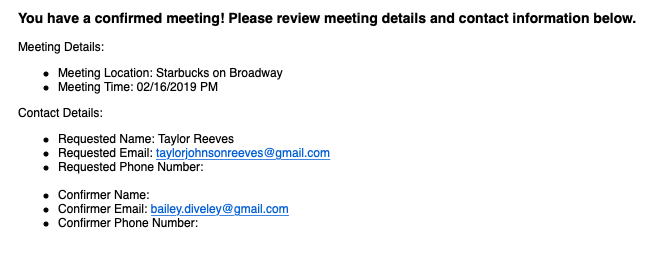 You have a confirmed meeting! Please review meeting details and contact information below.
Meeting Details:
• Meeting Location: Starbucks on Broadway
• Meeting Time: 02/16/2019 PM
Contact Details:
• Requested Name: Taylor Reeves
• Requested Email: taylorjohnsonreeves@gmail.com
• Requested Phone Number:
• Confirmer Name:
• Confirmer Email: bailey.diveley@gmail.com
• Confirmer Phone Number: